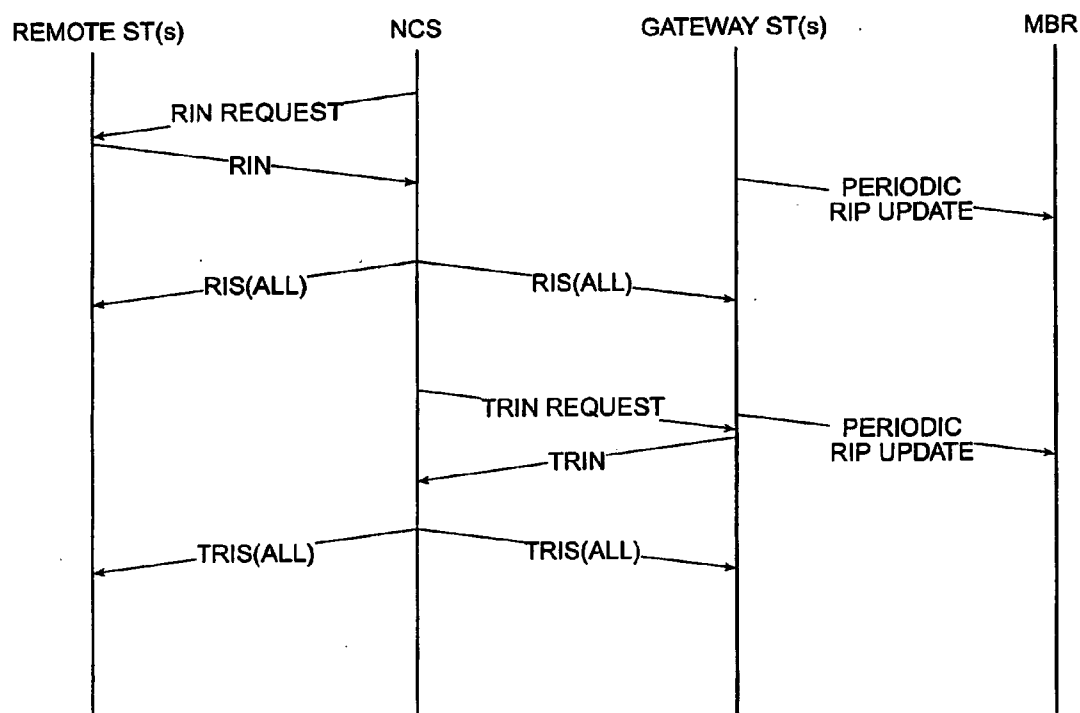 REMOTE ST(s)
NCS
GATEWAY ST(s)
MBR
RIN REQUEST
RIN
PERIODIC
RIP UPDATE
RIS(ALL)
RIS(ALL)
TRIN REQUEST
PERIODIC
RIP UPDATE
TRIN
TRIS(ALL)
TRIS(ALL)